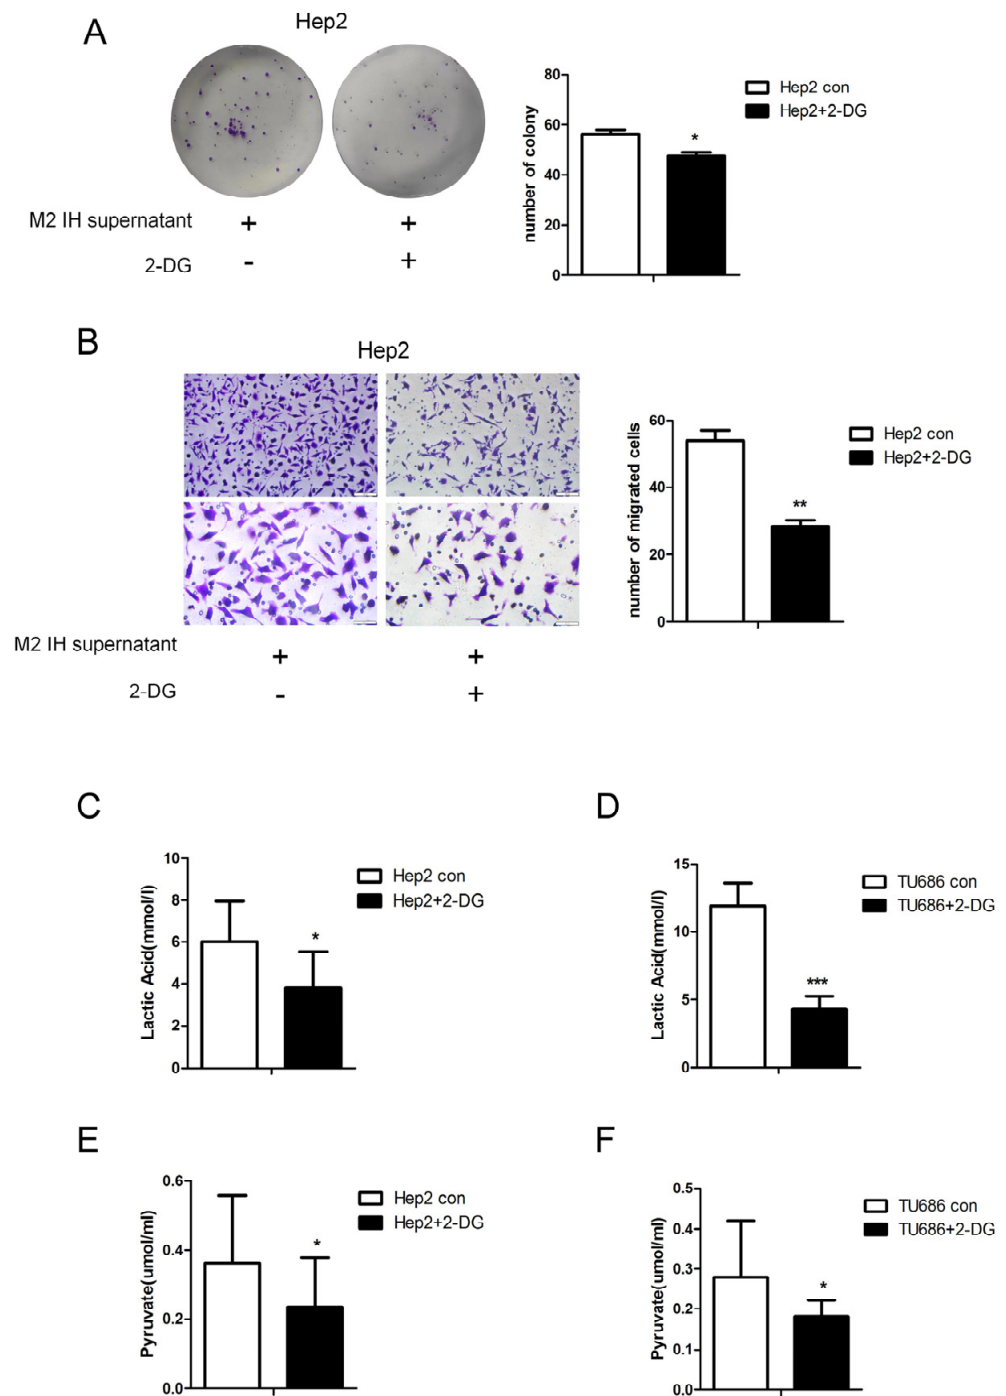 A
Hep2
M2 IH supernatant + +
2-DG - +
number of colony
80
60
40
20
0
*
Hep2 con
Hep2+2-DG
B
Hep2
M2 IH supernatant + +
2-DG - +
number of migrated cells
60
40
20
0
**
Hep2 con
Hep2+2-DG
C
Lactic Acid(mmol/l)
10
8
6
4
2
0
*
Hep2 con
Hep2+2-DG
D
Lactic Acid(mmol/l)
15
10
5
0
***
TU686 con
TU686+2-DG
E
Pyruvate(umol/ml)
0.6
0.4
0.2
0.0
*
Hep2 con
Hep2+2-DG
F
Pyruvate(umol/ml)
0.5
0.4
0.3
0.2
0.1
0.0
*
TU686 con
TU686+2-DG